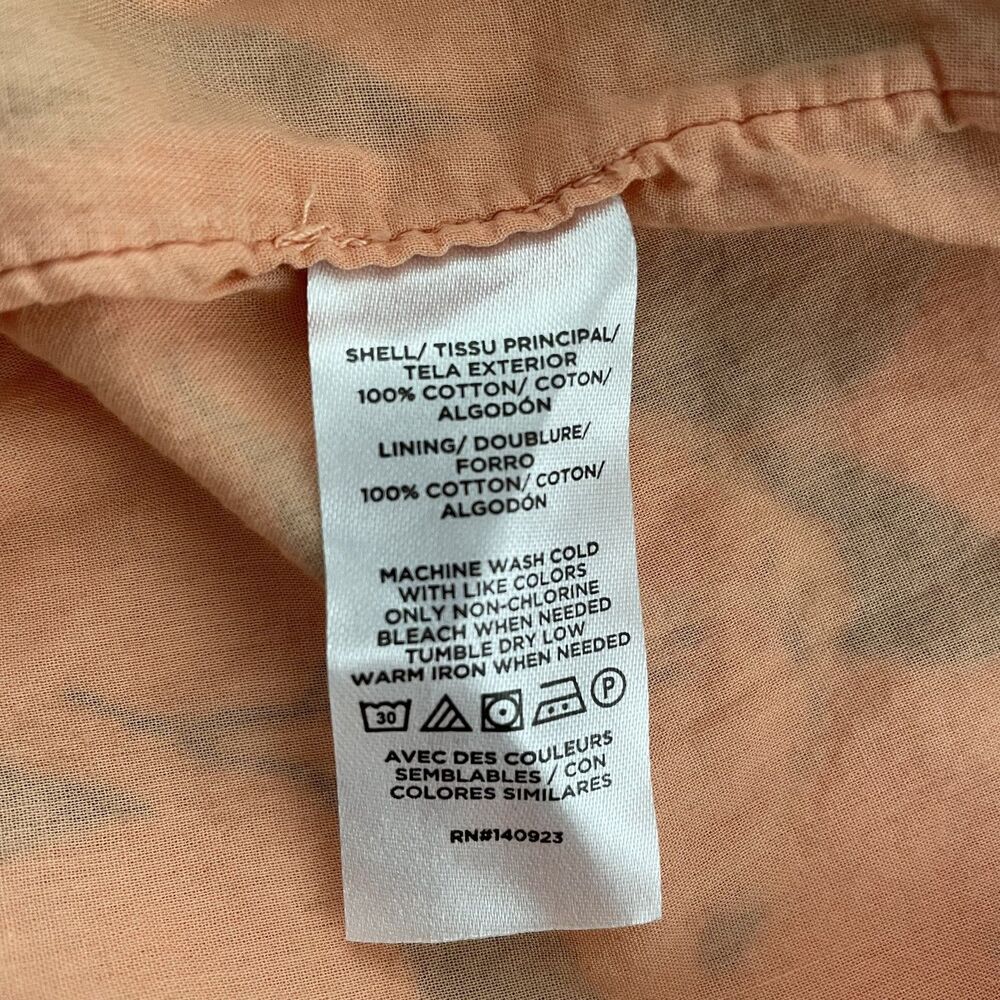 SHELL/ TISSU PRINCIPAL/
TELA EXTERIOR
100% COTTON/ COTON/
ALGODÓN
LINING/ DOUBLURE/
FORRO
100% COTTON/ COTON/
ALGODÓN
MACHINE WASH COLD
WITH LIKE COLORS
ONLY NON-CHLORINE
BLEACH WHEN NEEDED
TUMBLE DRY LOW
WARM IRON WHEN NEEDED
30 P
AVEC DES COULEURS
SEMBLABLES / CON
COLORES SIMILARES
RN#140923